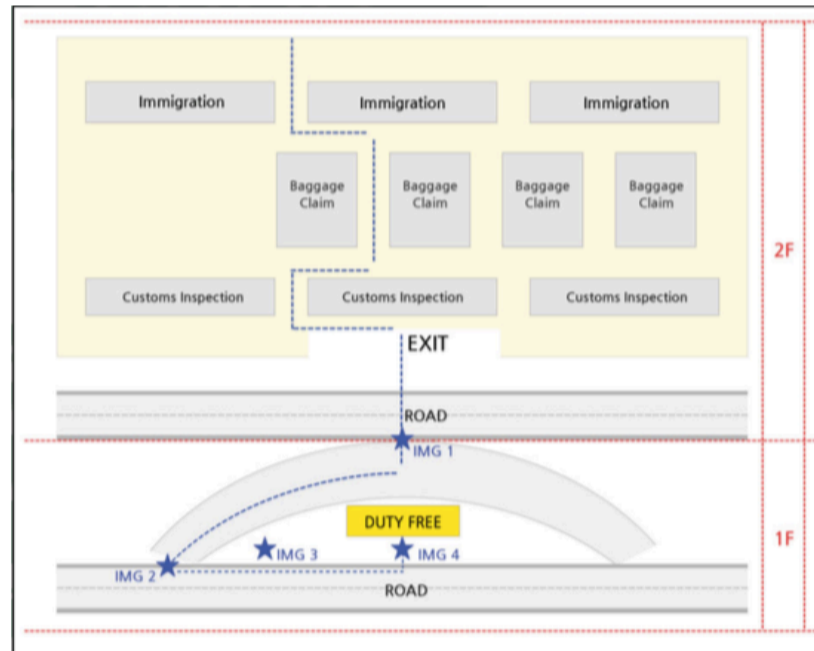 Immigration
Immigration
Immigration
Baggage
Claim
Baggage
Claim
Baggage
Claim
Baggage
Claim
2F
Customs Inspection
Customs Inspection
Customs Inspection
EXIT
ROAD
IMG 1
DUTY FREE
1F
IMG 3
IMG 4
IMG 2
ROAD